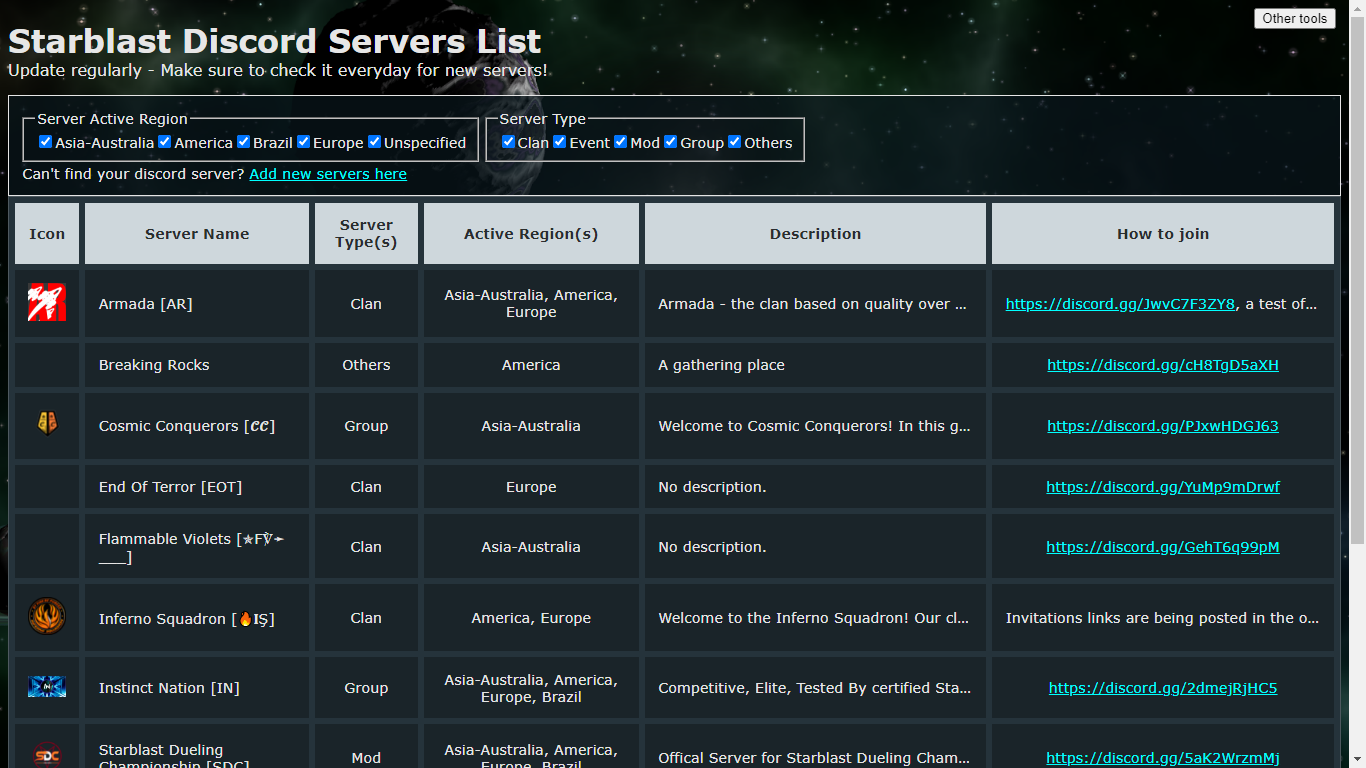 Other tools
Starblast Discord Servers List
Update regularly - Make sure to check it everyday for new servers!
Server Active Region
Asia-Australia America Brazil Europe Unspecified
Server Type
Clan Event Mod Group Others
Can't find your discord server? Add new servers here
Icon Server Name Server Type(s) Active Region(s) Description How to join
Armada [AR] Clan Asia-Australia, America, Europe Armada - the clan based on quality over ... https://discord.gg/JwvC7F3ZY8, a test of...
Breaking Rocks Others America A gathering place https://discord.gg/cH8TgD5aXH
Cosmic Conquerors [𝑪𝑪] Group Asia-Australia Welcome to Cosmic Conquerors! In this g... https://discord.gg/PJxwHDGJ63
End Of Terror [EOT] Clan Europe No description. https://discord.gg/YuMp9mDrwf
Flammable Violets Clan Asia-Australia No description. https://discord.gg/GehT6q99pM
Inferno Squadron [🔥IŞ] Clan America, Europe Welcome to the Inferno Squadron! Our cl... Invitations links are being posted in the o...
Instinct Nation [IN] Group Asia-Australia, America, Europe, Brazil Competitive, Elite, Tested By certified Sta... https://discord.gg/2dmejRjHC5
SDC Starblast Dueling Championship [SDC] Mod Asia-Australia, America, Europe, Brazil Offical Server for Starblast Dueling Cham... https://discord.gg/5aK2WrzmMj